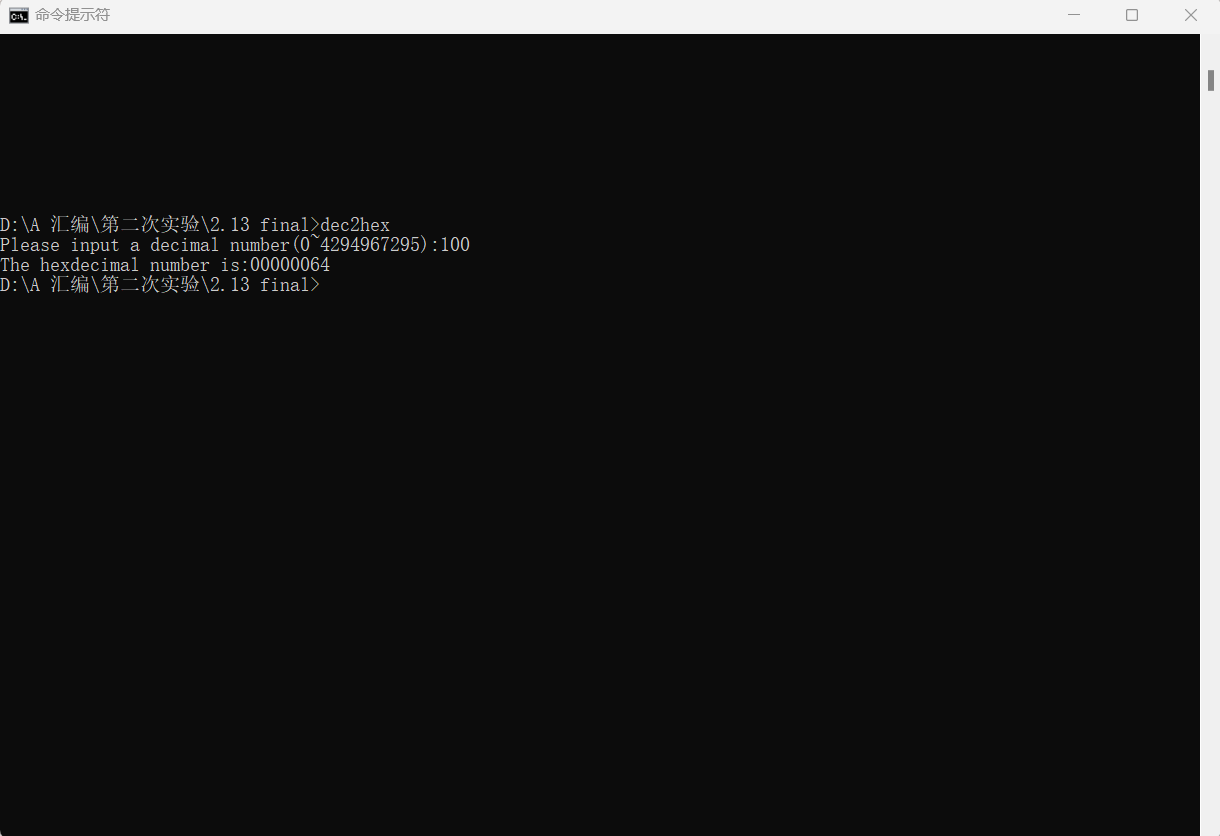 命令提示符
D:\A 汇编\第二次实验\2.13 final>dec2hex
Please input a decimal number(0~4294967295):100
The hexdecimal number is:00000064
D:\A 汇编\第二次实验\2.13 final>